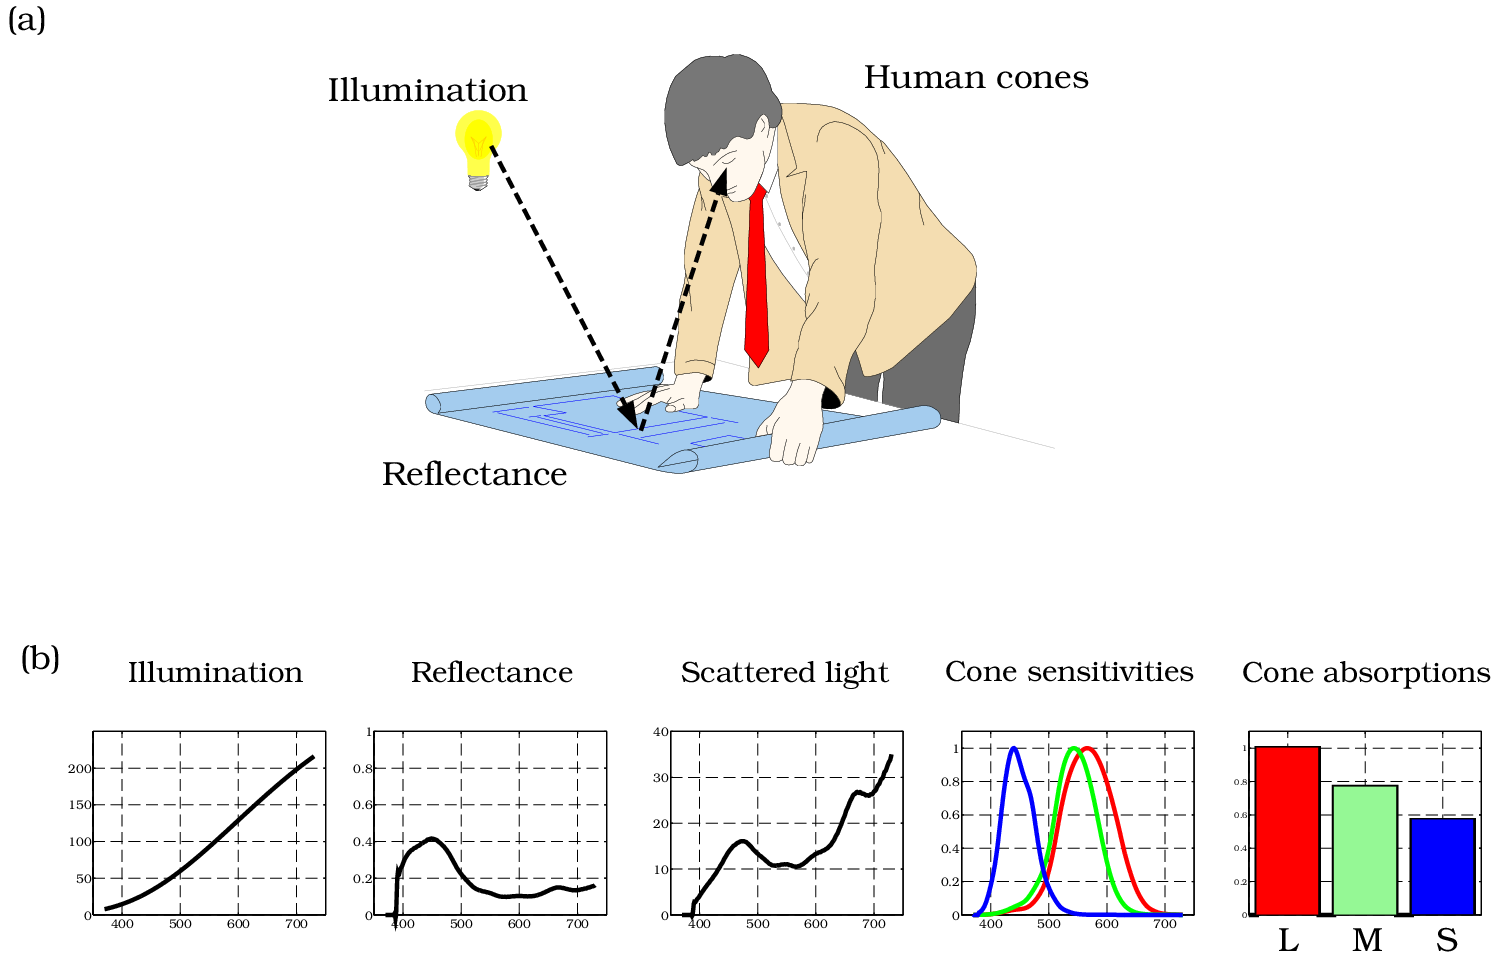 (a)
Illumination
Human cones
Reflectance
(b)
Illumination
Reflectance
Scattered light
Cone sensitivities
Cone absorptions
200
150
100
50
0
400 500 600 700
1
0.8
0.6
0.4
0.2
0
400 500 600 700
40
30
20
10
0
400 500 600 700
1
0.8
0.6
0.4
0.2
0
400 500 600 700
1
0.8
0.6
0.4
0.2
0
L M S